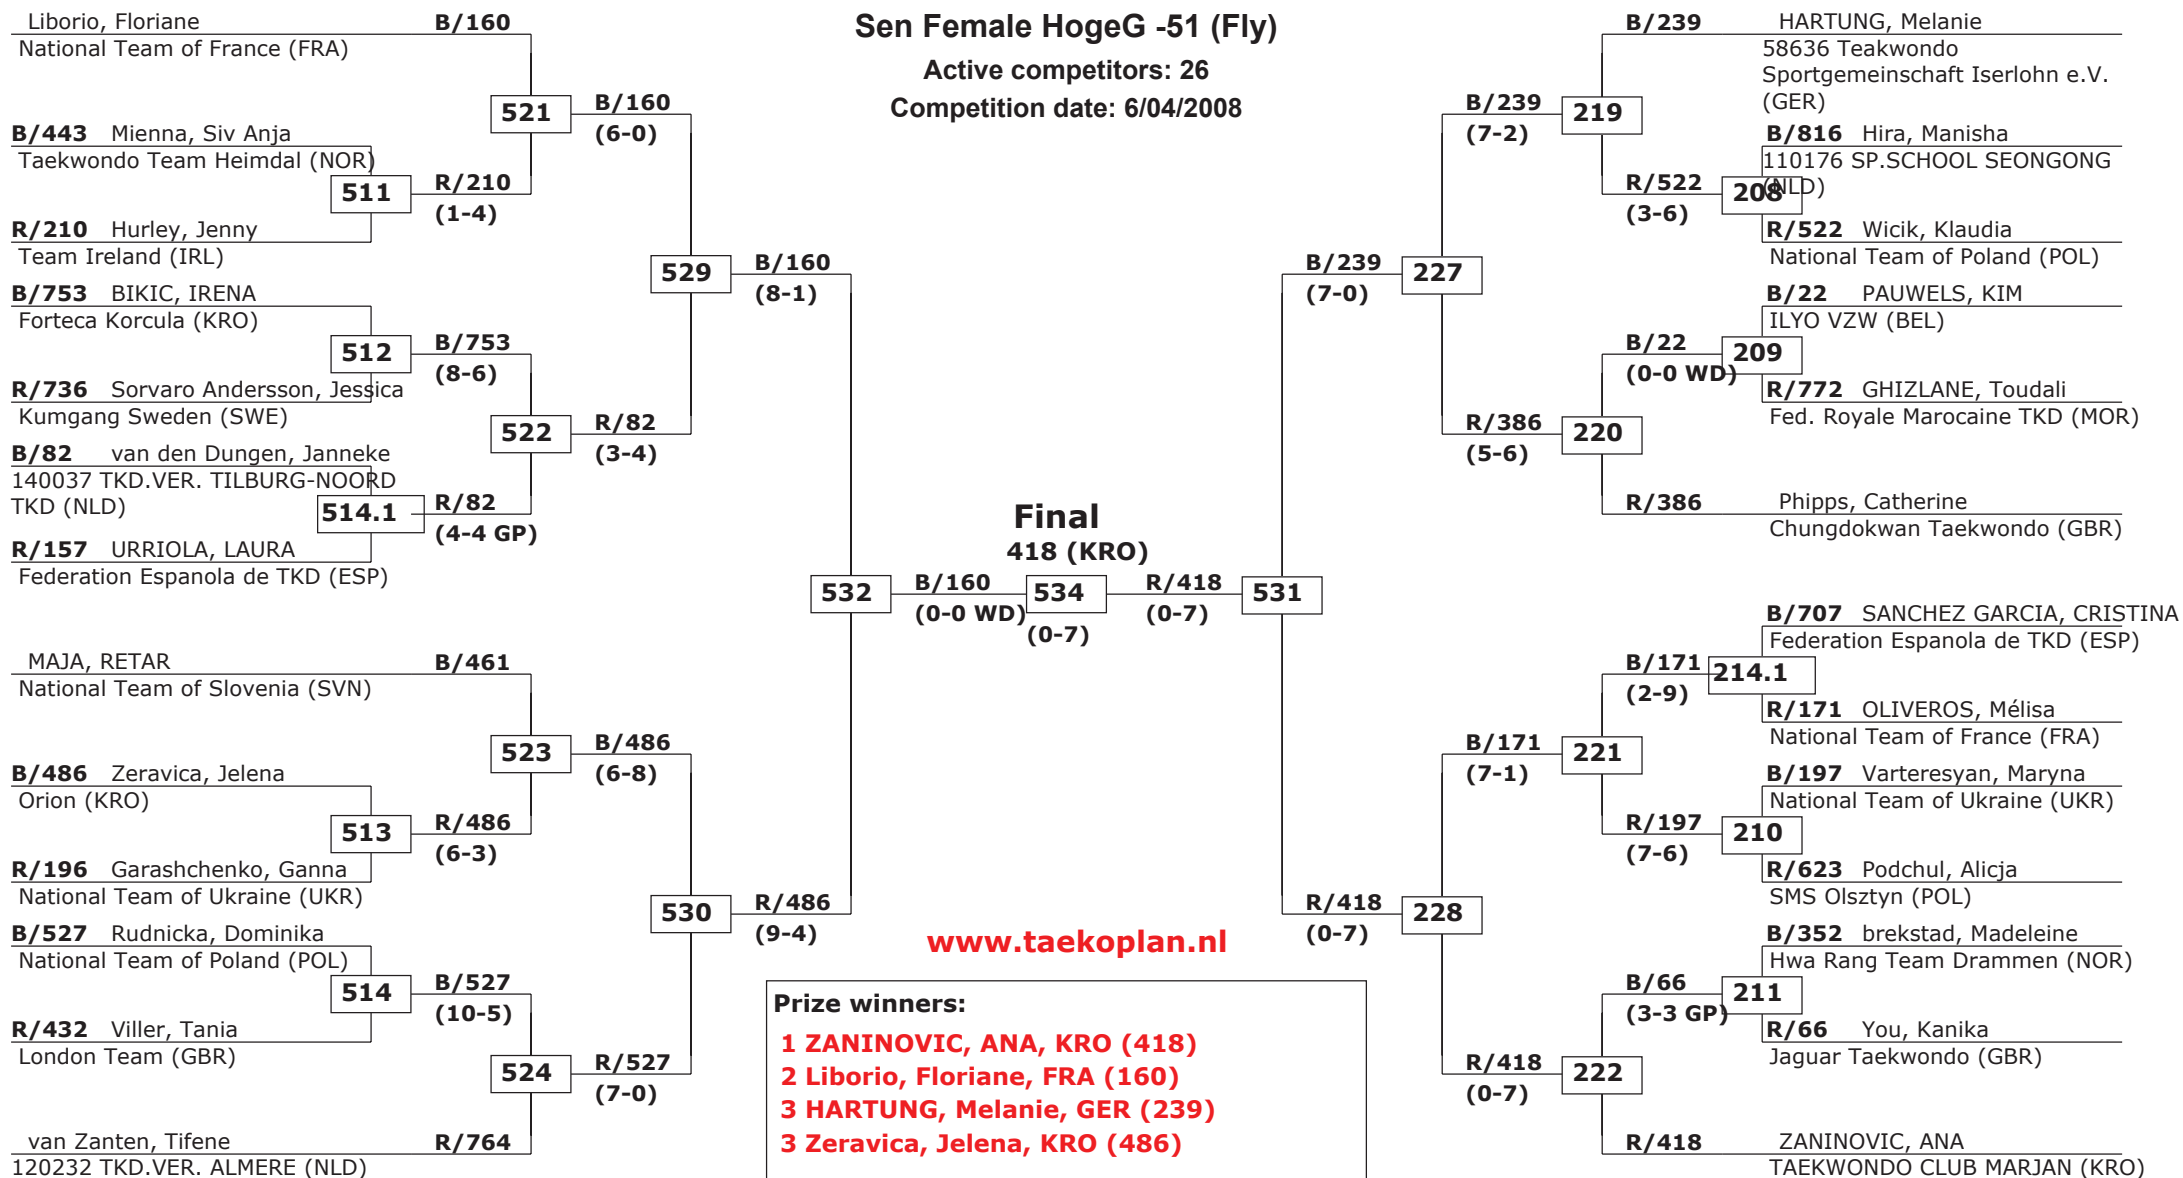 Sen Female HogeG -51 (Fly)
Active competitors: 26
Competition date: 6/04/2008
Liborio, Floriane B/160
National Team of France (FRA)
521
B/160
(6-0)
B/443 Mienna, Siv Anja
Taekwondo Team Heimdal (NOR)
511
R/210
(1-4)
R/210 Hurley, Jenny
Team Ireland (IRL)
529
B/160
(8-1)
B/753 BIKIC, IRENA
Forteca Korcula (KRO)
512
B/753
(8-6)
R/736 Sorvaro Andersson, Jessica
Kumgang Sweden (SWE)
522
R/82
(3-4)
B/82 van den Dungen, Janneke
140037 TKD.VER. TILBURG-NOORD
TKD (NLD)
514.1
R/82
(4-4 GP)
R/157 URRIOLA, LAURA
Federation Espanola de TKD (ESP)
532
B/160
(0-0 WD)
MAJA, RETAR B/461
National Team of Slovenia (SVN)
523
B/486
(6-8)
B/486 Zeravica, Jelena
Orion (KRO)
513
R/486
(6-3)
R/196 Garashchenko, Ganna
National Team of Ukraine (UKR)
530
R/486
(9-4)
B/527 Rudnicka, Dominika
National Team of Poland (POL)
514
B/527
(10-5)
R/432 Viller, Tania
London Team (GBR)
524
R/527
(7-0)
van Zanten, Tifene R/764
120232 TKD.VER. ALMERE (NLD)
Final
418 (KRO)
534
(0-7)
R/418
(0-7)
531
B/239 HARTUNG, Melanie
58636 Teakwondo
Sportgemeinschaft Iserlohn e.V.
(GER)
B/239
(7-2)
219
B/816 Hira, Manisha
110176 SP.SCHOOL SEONGONG
(NLD)
R/522
(3-6)
208
R/522 Wicik, Klaudia
National Team of Poland (POL)
B/239
(7-0)
227
B/22 PAUWELS, KIM
ILYO VZW (BEL)
B/22
(0-0 WD)
209
R/772 GHIZLANE, Toudali
Fed. Royale Marocaine TKD (MOR)
R/386
(5-6)
220
R/386 Phipps, Catherine
Chungdokwan Taekwondo (GBR)
B/707 SANCHEZ GARCIA, CRISTINA
Federation Espanola de TKD (ESP)
B/171
(2-9)
214.1
R/171 OLIVEROS, Mélisa
National Team of France (FRA)
B/171
(7-1)
221
B/197 Varteresyan, Maryna
National Team of Ukraine (UKR)
R/197
(7-6)
210
R/623 Podchul, Alicja
SMS Olsztyn (POL)
R/418
(0-7)
228
B/352 brekstad, Madeleine
Hwa Rang Team Drammen (NOR)
B/66
(3-3 GP)
211
R/66 You, Kanika
Jaguar Taekwondo (GBR)
R/418
(0-7)
222
R/418 ZANINOVIC, ANA
TAEKWONDO CLUB MARJAN (KRO)
www.taekoplan.nl
Prize winners:
1 ZANINOVIC, ANA, KRO (418)
2 Liborio, Floriane, FRA (160)
3 HARTUNG, Melanie, GER (239)
3 Zeravica, Jelena, KRO (486)